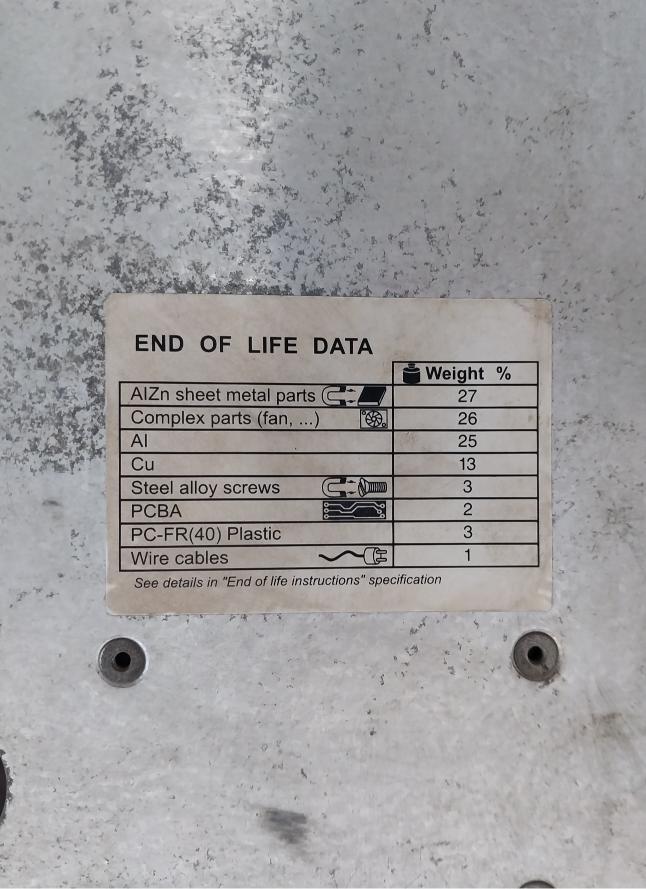 END OF LIFE DATA
Weight %
AlZn sheet metal parts 27
Complex parts (fan, ...) 26
Al 25
Cu 13
Steel alloy screws 3
PCBA 2
PC-FR(40) Plastic 3
Wire cables 1
See details in "End of life instructions" specification